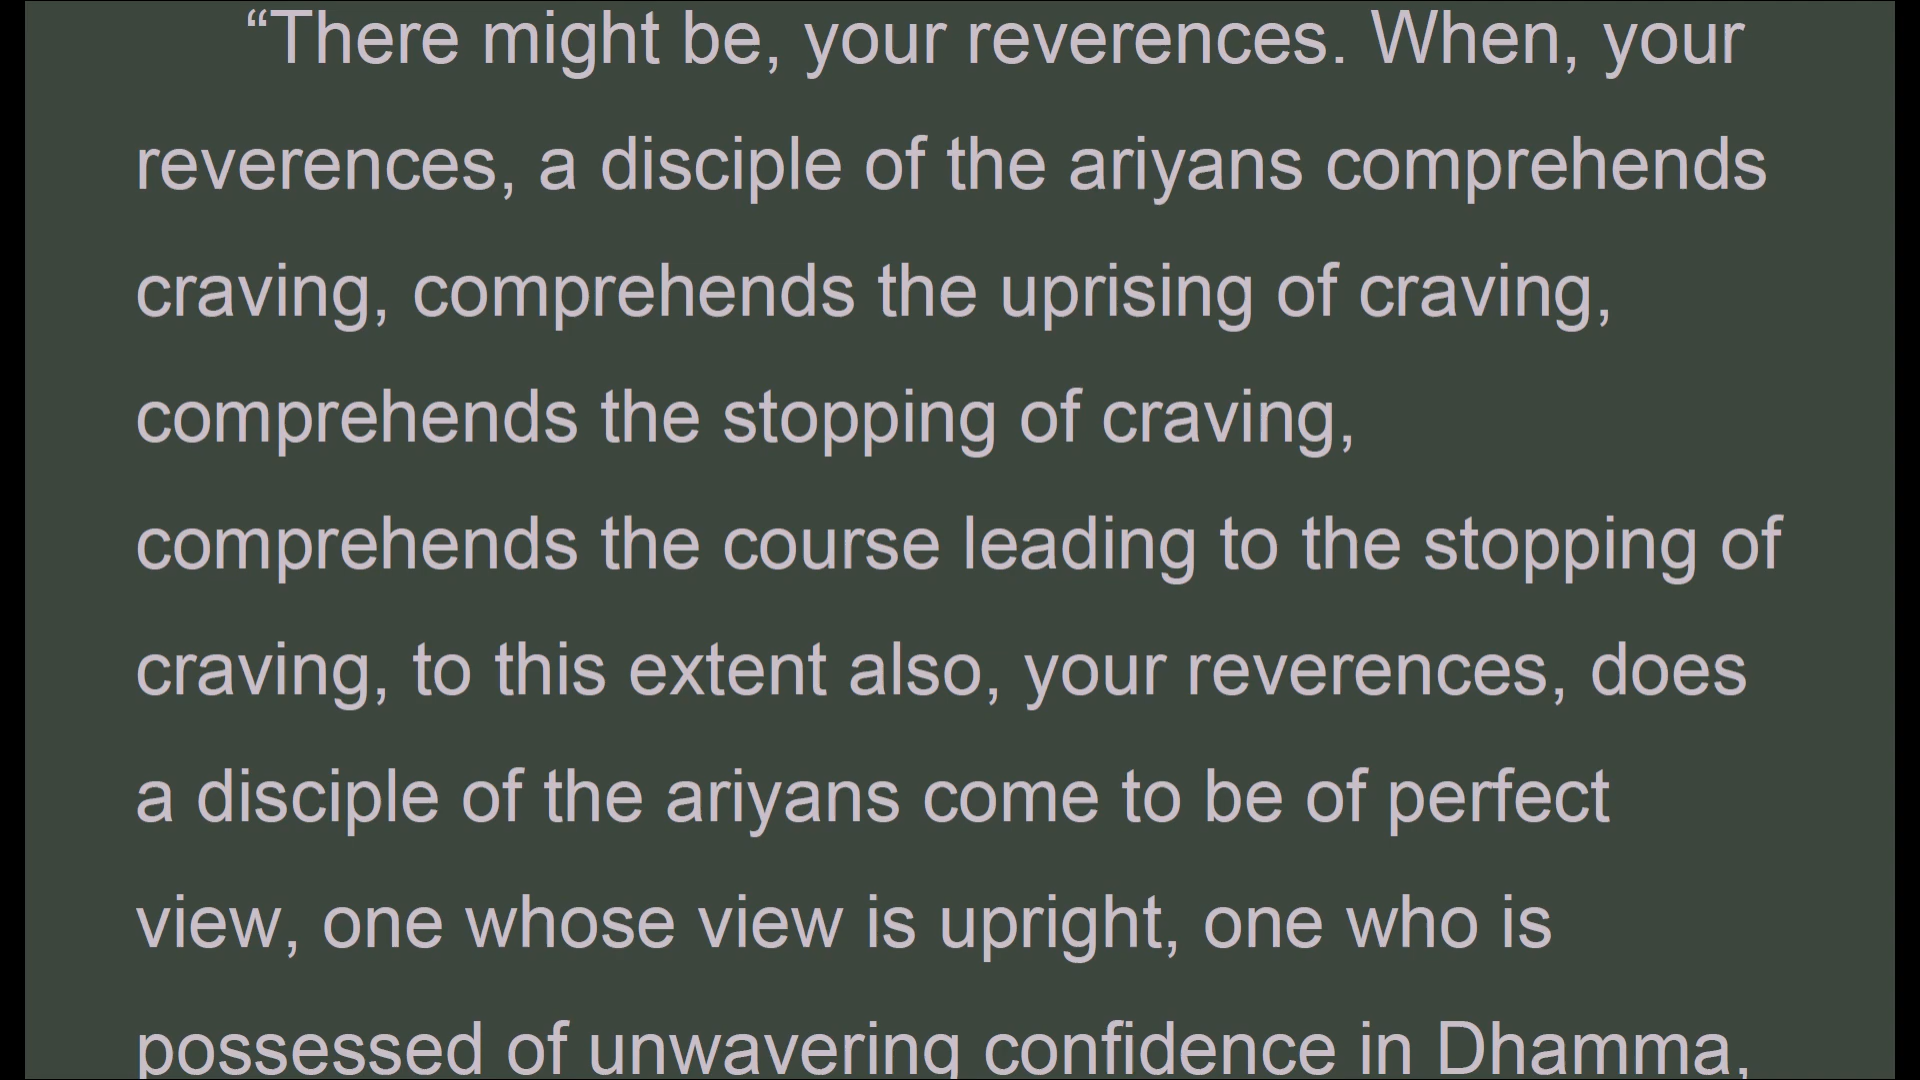 “There might be, your reverences. When, your
reverences, a disciple of the ariyans comprehends
craving, comprehends the uprising of craving,
comprehends the stopping of craving,
comprehends the course leading to the stopping of
craving, to this extent also, your reverences, does
a disciple of the ariyans come to be of perfect
view, one whose view is upright, one who is
possessed of unwavering confidence in Dhamma,